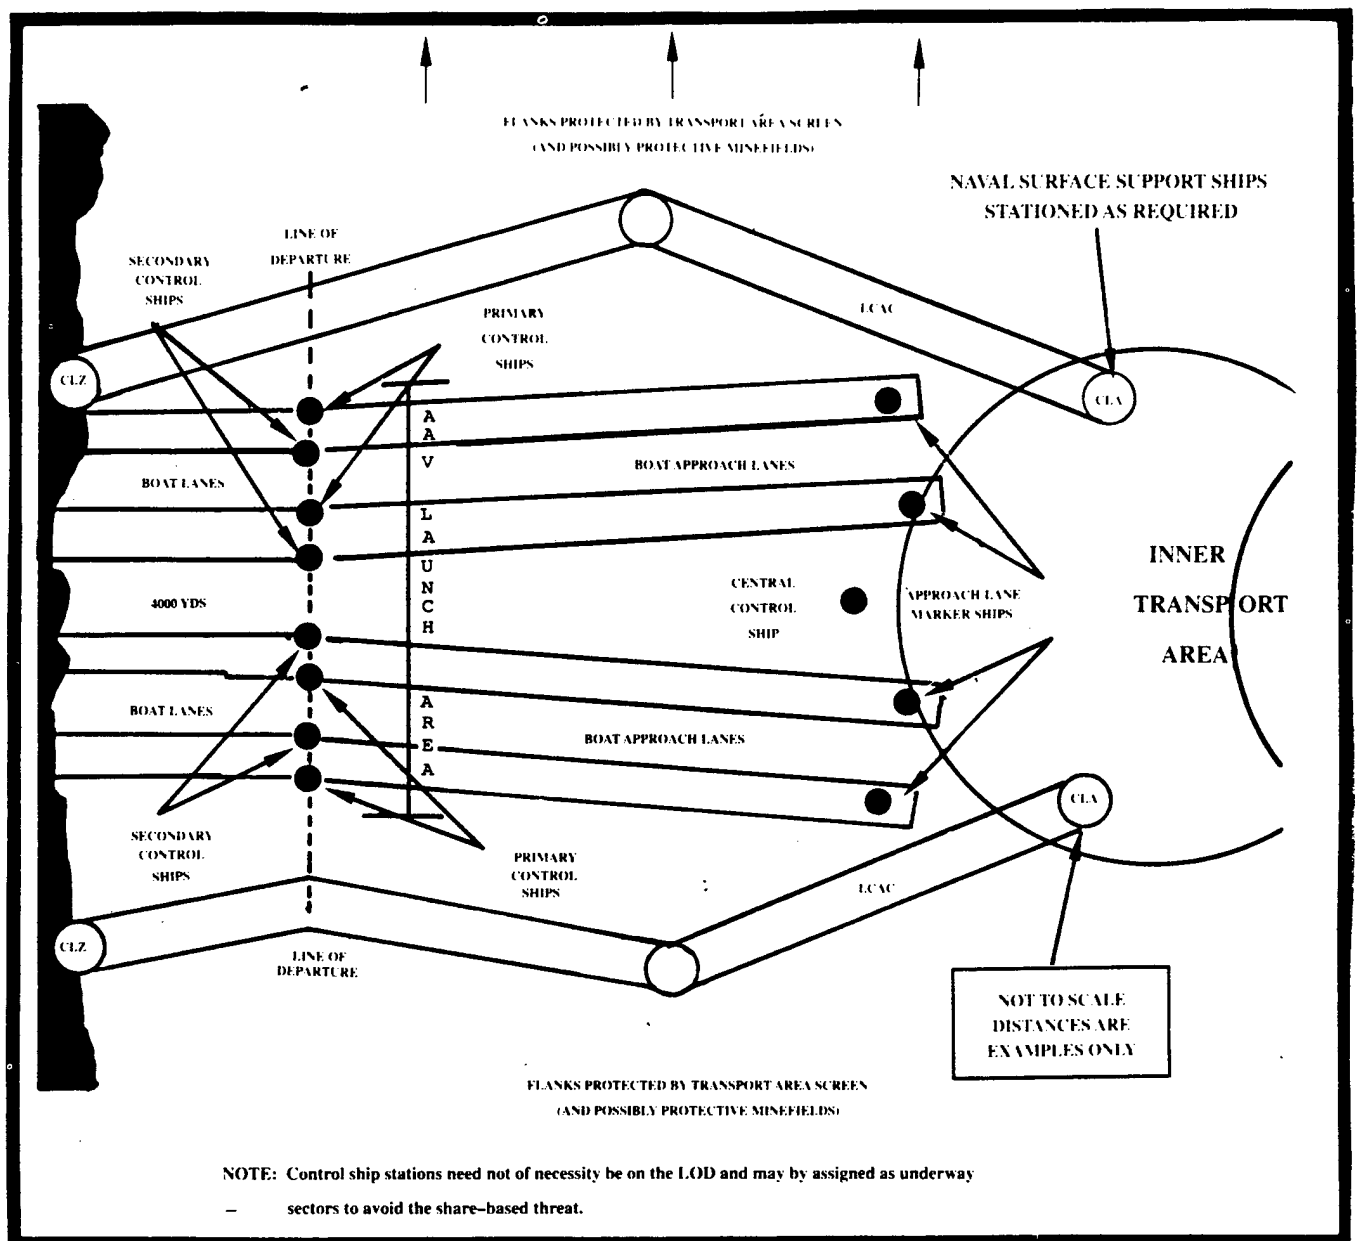 FLANKS PROTECTED BY TRANSPORT AREA SCREEN
(AND POSSIBLY PROTECTIVE MINEFIELDS)
NAVAL SURFACE SUPPORT SHIPS
STATIONED AS REQUIRED
LINE OF
DEPARTURE
SECONDARY
CONTROL
SHIPS
PRIMARY
CONTROL
SHIPS
LCAC
CLZ
CLA
AAV LAUNCH AREA
BOAT LANES
BOAT APPROACH LANES
4000 YDS
CENTRAL
CONTROL
SHIP
APPROACH LANE
MARKER SHIPS
INNER
TRANSPORT
AREA
BOAT LANES
BOAT APPROACH LANES
SECONDARY
CONTROL
SHIPS
PRIMARY
CONTROL
SHIPS
CLA
LCAC
CLZ
LINE OF
DEPARTURE
NOT TO SCALE
DISTANCES ARE
EXAMPLES ONLY
FLANKS PROTECTED BY TRANSPORT AREA SCREEN
(AND POSSIBLY PROTECTIVE MINEFIELDS)
NOTE: Control ship stations need not of necessity be on the LOD and may by assigned as underway
sectors to avoid the share-based threat.